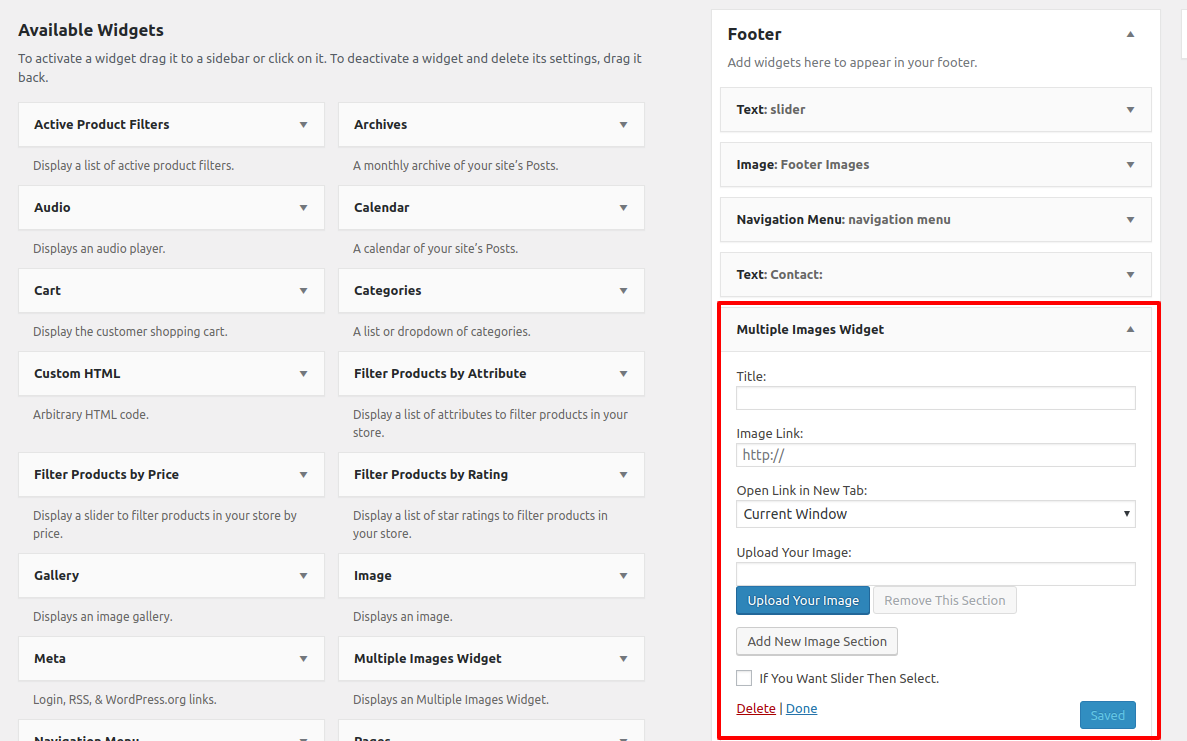 Available Widgets
To activate a widget drag it to a sidebar or click on it. To deactivate a widget and delete its settings, drag it
back.
Active Product Filters
Display a list of active product filters.
Archives
A monthly archive of your site's Posts.
Audio
Displays an audio player.
Calendar
A calendar of your site's Posts.
Cart
Display the customer shopping cart.
Categories
A list or dropdown of categories.
Custom HTML
Arbitrary HTML code.
Filter Products by Attribute
Display a list of attributes to filter products in your
store.
Filter Products by Price
Display a slider to filter products in your store by
price.
Filter Products by Rating
Display a list of star ratings to filter products in
your store.
Gallery
Displays an image gallery.
Image
Displays an image.
Meta
Login, RSS, & WordPress.org links.
Multiple Images Widget
Displays an Multiple Images Widget.
Navigation Menu
Pages
Footer
Add widgets here to appear in your footer.
Text: slider
Image: Footer Images
Navigation Menu: navigation menu
Text: Contact:
Multiple Images Widget
Title:
Image Link:
http://
Open Link in New Tab:
Current Window
Upload Your Image:
Upload Your Image
Remove This Section
Add New Image Section
If You Want Slider Then Select.
Delete | Done
Saved